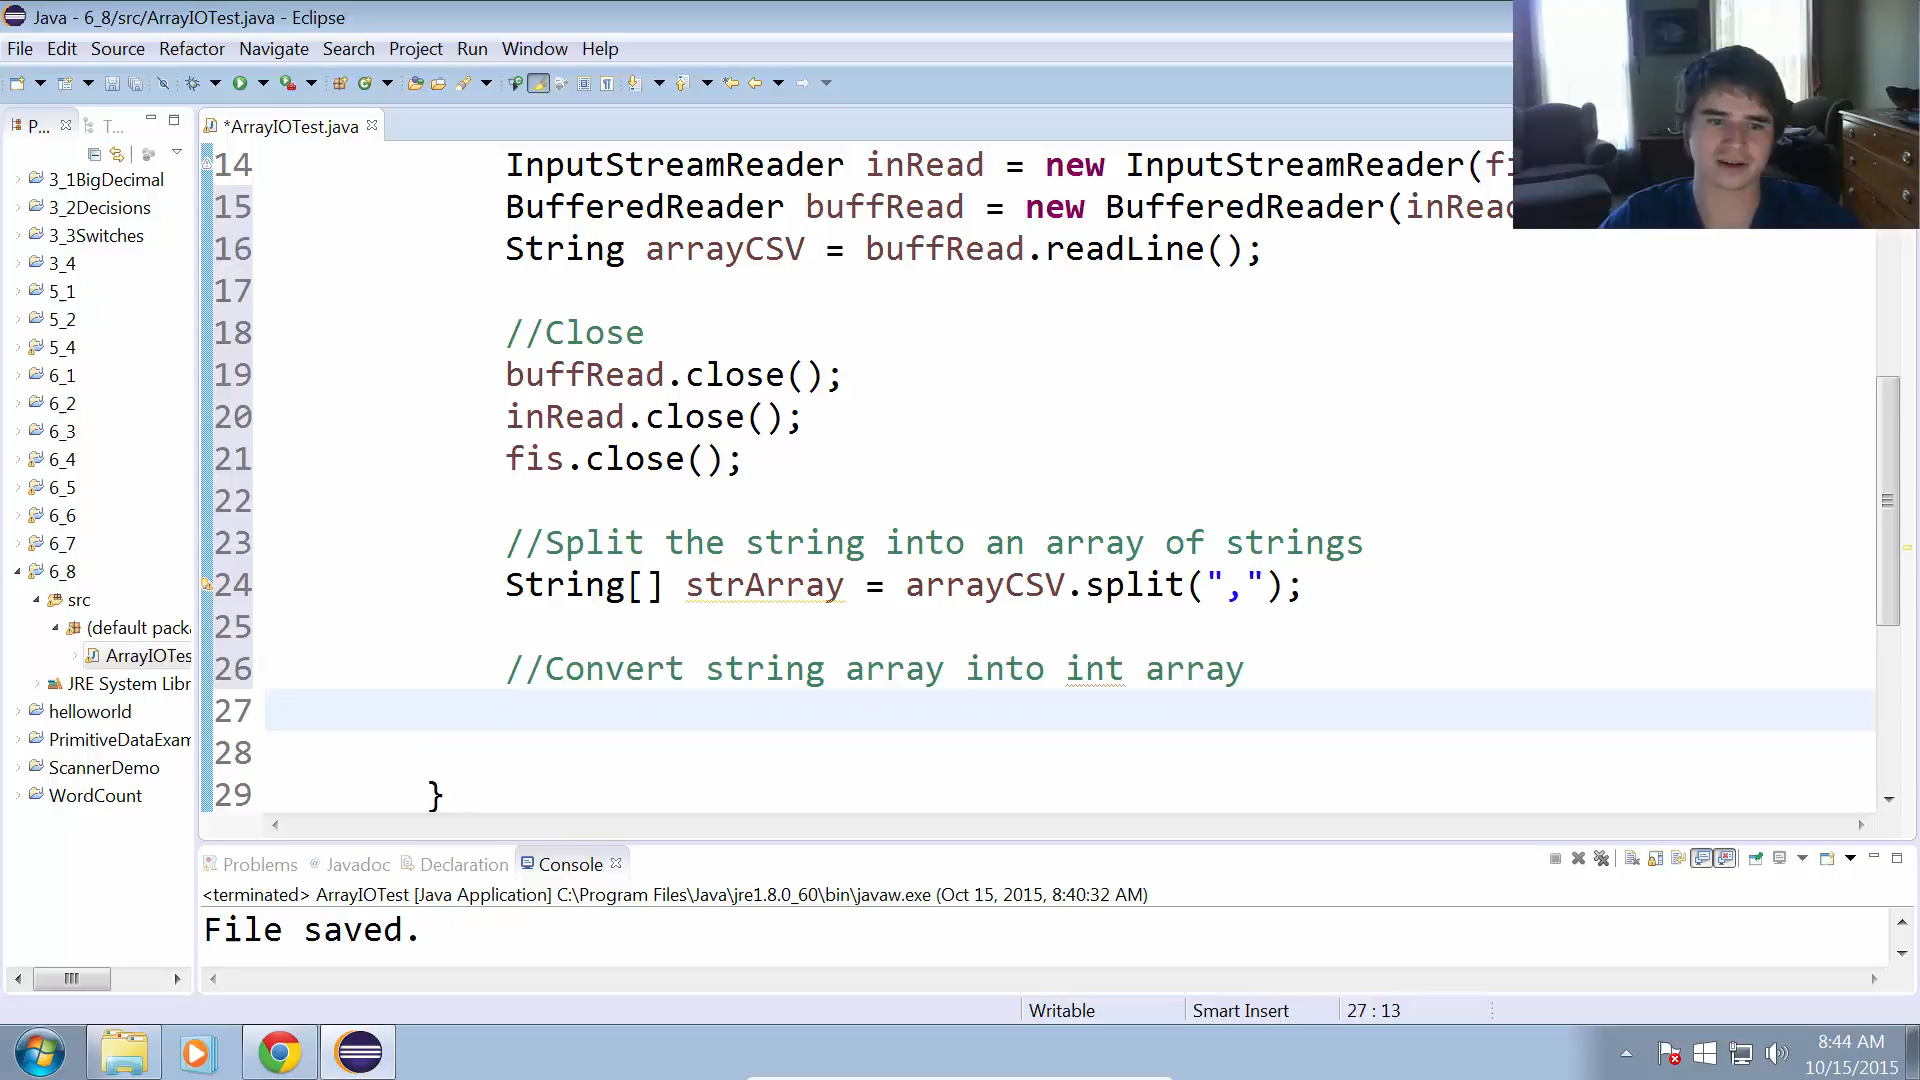 Java - 6_8/src/ArrayIOTest.java - Eclipse
File Edit Source Refactor Navigate Search Project Run Window Help
P...
T...
*ArrayIOTest.java
3_1BigDecimal
3_2Decisions
3_3Switches
3_4
5_1
5_2
5_4
6_1
6_2
6_3
6_4
6_5
6_6
6_7
6_8
src
(default packa
ArrayIOTes
JRE System Libr
helloworld
PrimitiveDataExam
ScannerDemo
WordCount
14 InputStreamReader inRead = new InputStreamReader(fi
15 BufferedReader buffRead = new BufferedReader(inRead
16 String arrayCSV = buffRead.readLine();
17
18 //Close
19 buffRead.close();
20 inRead.close();
21 fis.close();
22
23 //Split the string into an array of strings
24 String[] strArray = arrayCSV.split(",");
25
26 //Convert string array into int array
27
28
29 }
Problems @ Javadoc Declaration Console
<terminated> ArrayIOTest [Java Application] C:\Program Files\Java\jre1.8.0_60\bin\javaw.exe (Oct 15, 2015, 8:40:32 AM)
File saved.
Writable Smart Insert 27 : 13
8:44 AM
10/15/2015